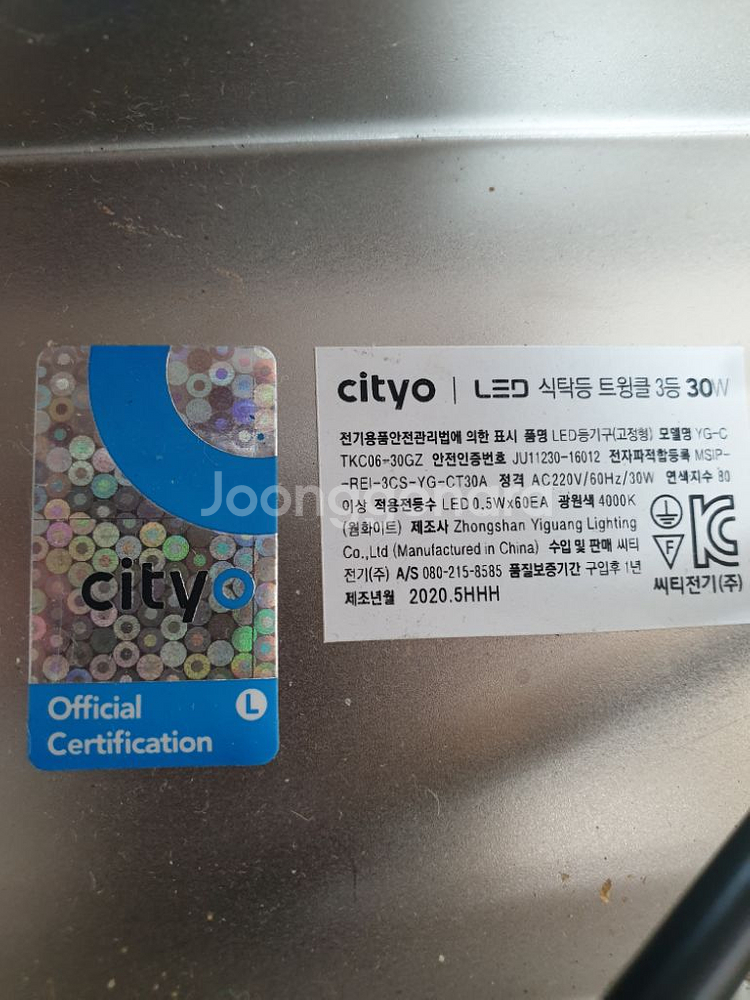 cityo
Official
Certification
L
cityo | LED 식탁등 트윙클 3등 30W
전기용품안전관리법에 의한 표시 품명 LED등기구(고정형) 모델명 YG-C
TKC06-30GZ 안전인증번호 JU11230-16012 전자파적합등록 MSIP-
-REI-3CS-YG-CT30A 정격 AC220V/60Hz/30W 연색지수 80
이상 적용전등수 LED 0.5Wx60EA 광원색 4000K
(웜화이트) 제조사 Zhongshan Yiguang Lighting
Co.,Ltd (Manufactured in China) 수입 및 판매 씨티
전기(주) A/S 080-215-8585 품질보증기간 구입후 1년
제조년월 2020.5HHH
F
KC
씨티전기(주)